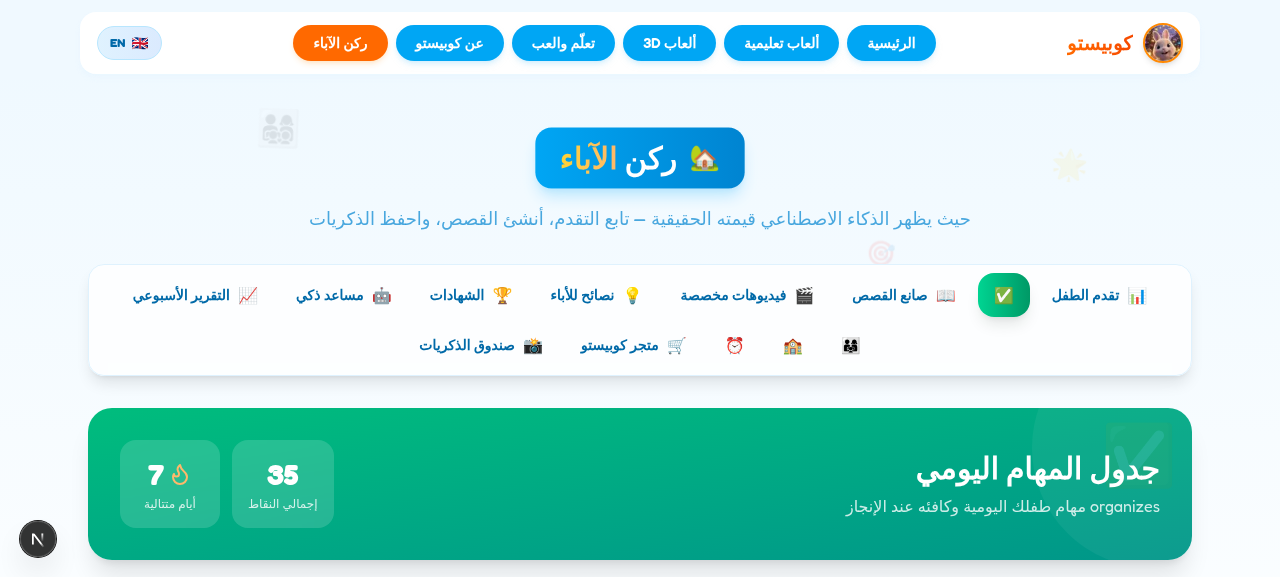 كوبيستو
الرئيسية
ألعاب تعليمية
ألعاب 3D
تعلّم والعب
عن كوبيستو
ركن الآباء
EN
ركن الآباء
حيث يظهر الذكاء الاصطناعي قيمته الحقيقية – تابع التقدم، أنشئ القصص، واحفظ الذكريات
تقدم الطفل
صانع القصص
فيديوهات مخصصة
نصائح للأباء
الشهادات
مساعد ذكي
التقرير الأسبوعي
متجر كوبيستو
صندوق الذكريات
جدول المهام اليومي
organizes مهام طفلك اليومية وكافئه عند الإنجاز
35
إجمالي النقاط
7
أيام متتالية
N